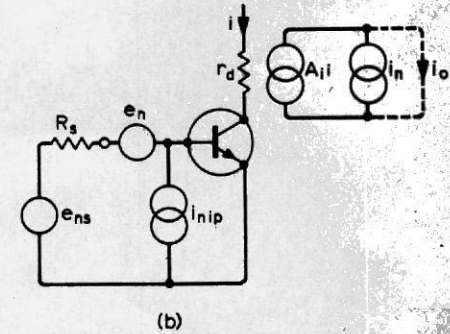 i
r_d
A_i i
i_n
i_o
e_n
R_s
i_nip
e_ns
(b)